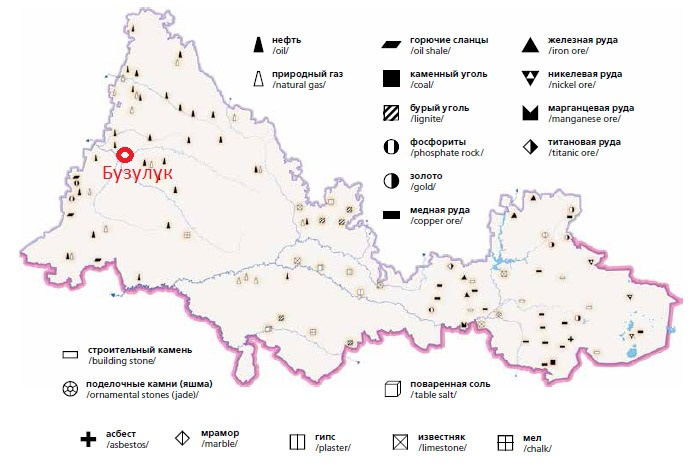 нефть
/oil/
природный газ
/natural gas/
горючие сланцы
/oil shale/
каменный уголь
/coal/
бурый уголь
/lignite/
фосфориты
/phosphate rock/
золото
/gold/
медная руда
/copper ore/
железная руда
/iron ore/
никелевая руда
/nickel ore/
марганцевая руда
/manganese ore/
титановая руда
/titanic ore/
Бузулук
строительный камень
/building stone/
поделочные камни (яшма)
/ornamental stones (jade)/
поваренная соль
/table salt/
асбест
/asbestos/
мрамор
/marble/
гипс
/plaster/
известняк
/limestone/
мел
/chalk/